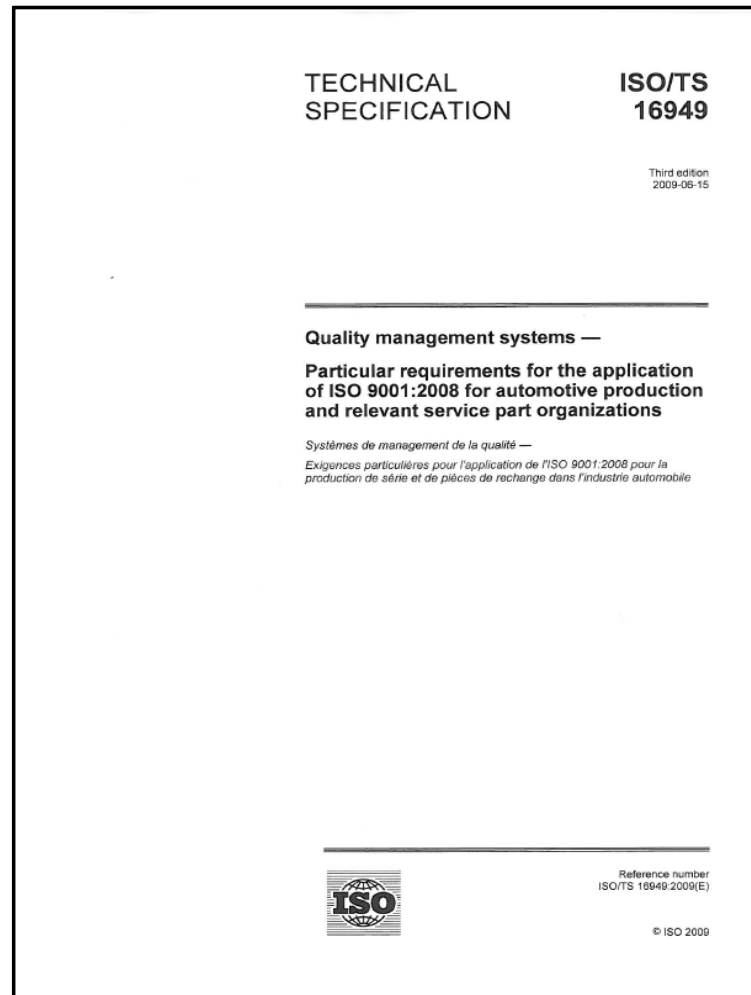 TECHNICAL
SPECIFICATION
ISO/TS
16949
Third edition
2009-06-15
Quality management systems —
Particular requirements for the application
of ISO 9001:2008 for automotive production
and relevant service part organizations
Systèmes de management de la qualité —
Exigences particulières pour l'application de l'ISO 9001:2008 pour la
production de série et de pièces de rechange dans l'industrie automobile
ISO
Reference number
ISO/TS 16949:2009(E)
© ISO 2009